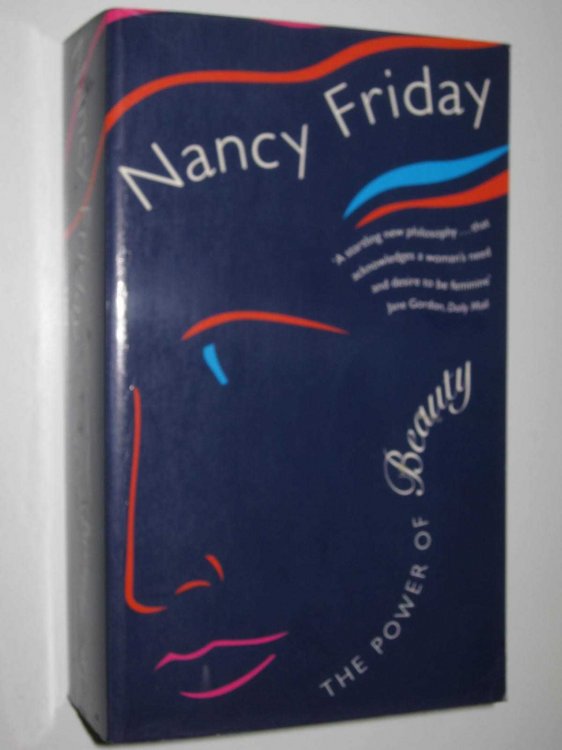 Nancy Friday
'A startling new philosophy ... that
acknowledges a woman's need
and desire to be feminine'
Jane Gordon, Daily Mail
THE POWER OF Beauty